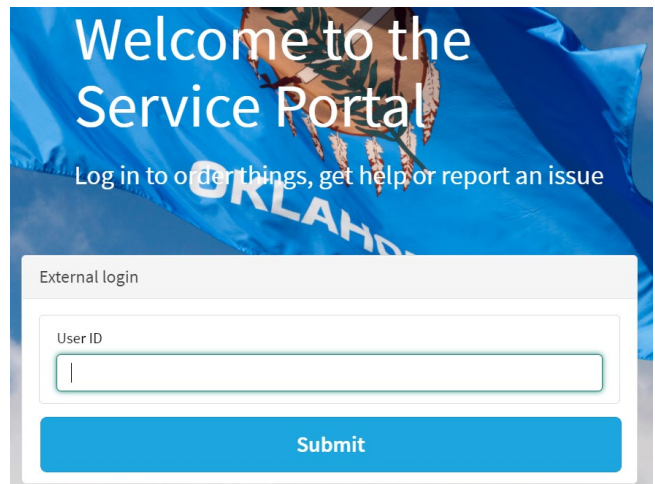 Welcome to the
Service Portal
Log in to order things, get help or report an issue
OKLAHO
External login
User ID
Submit